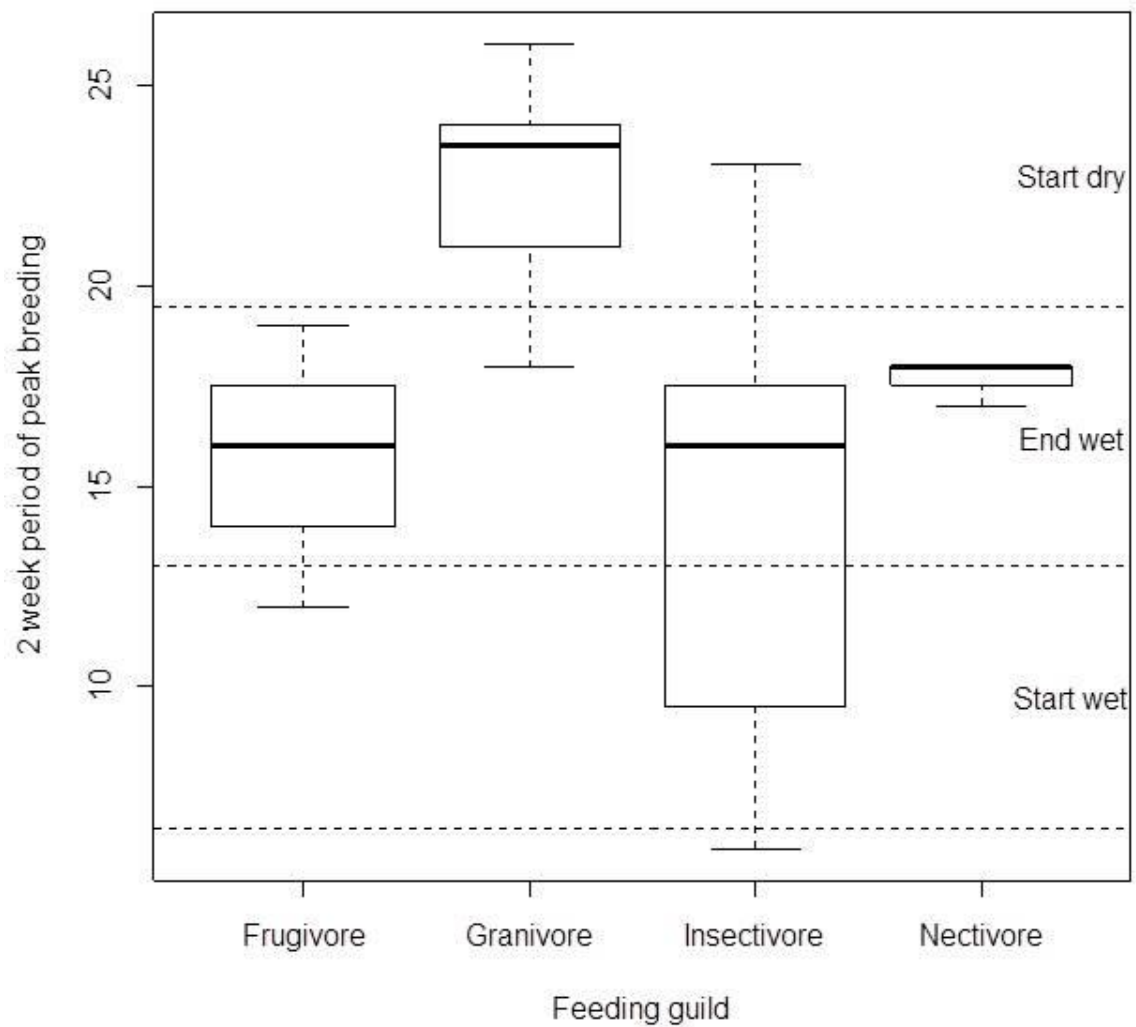 2 week period of peak breeding
25
20
15
10
Start dry
End wet
Start wet
Frugivore
Granivore
Insectivore
Nectivore
Feeding guild